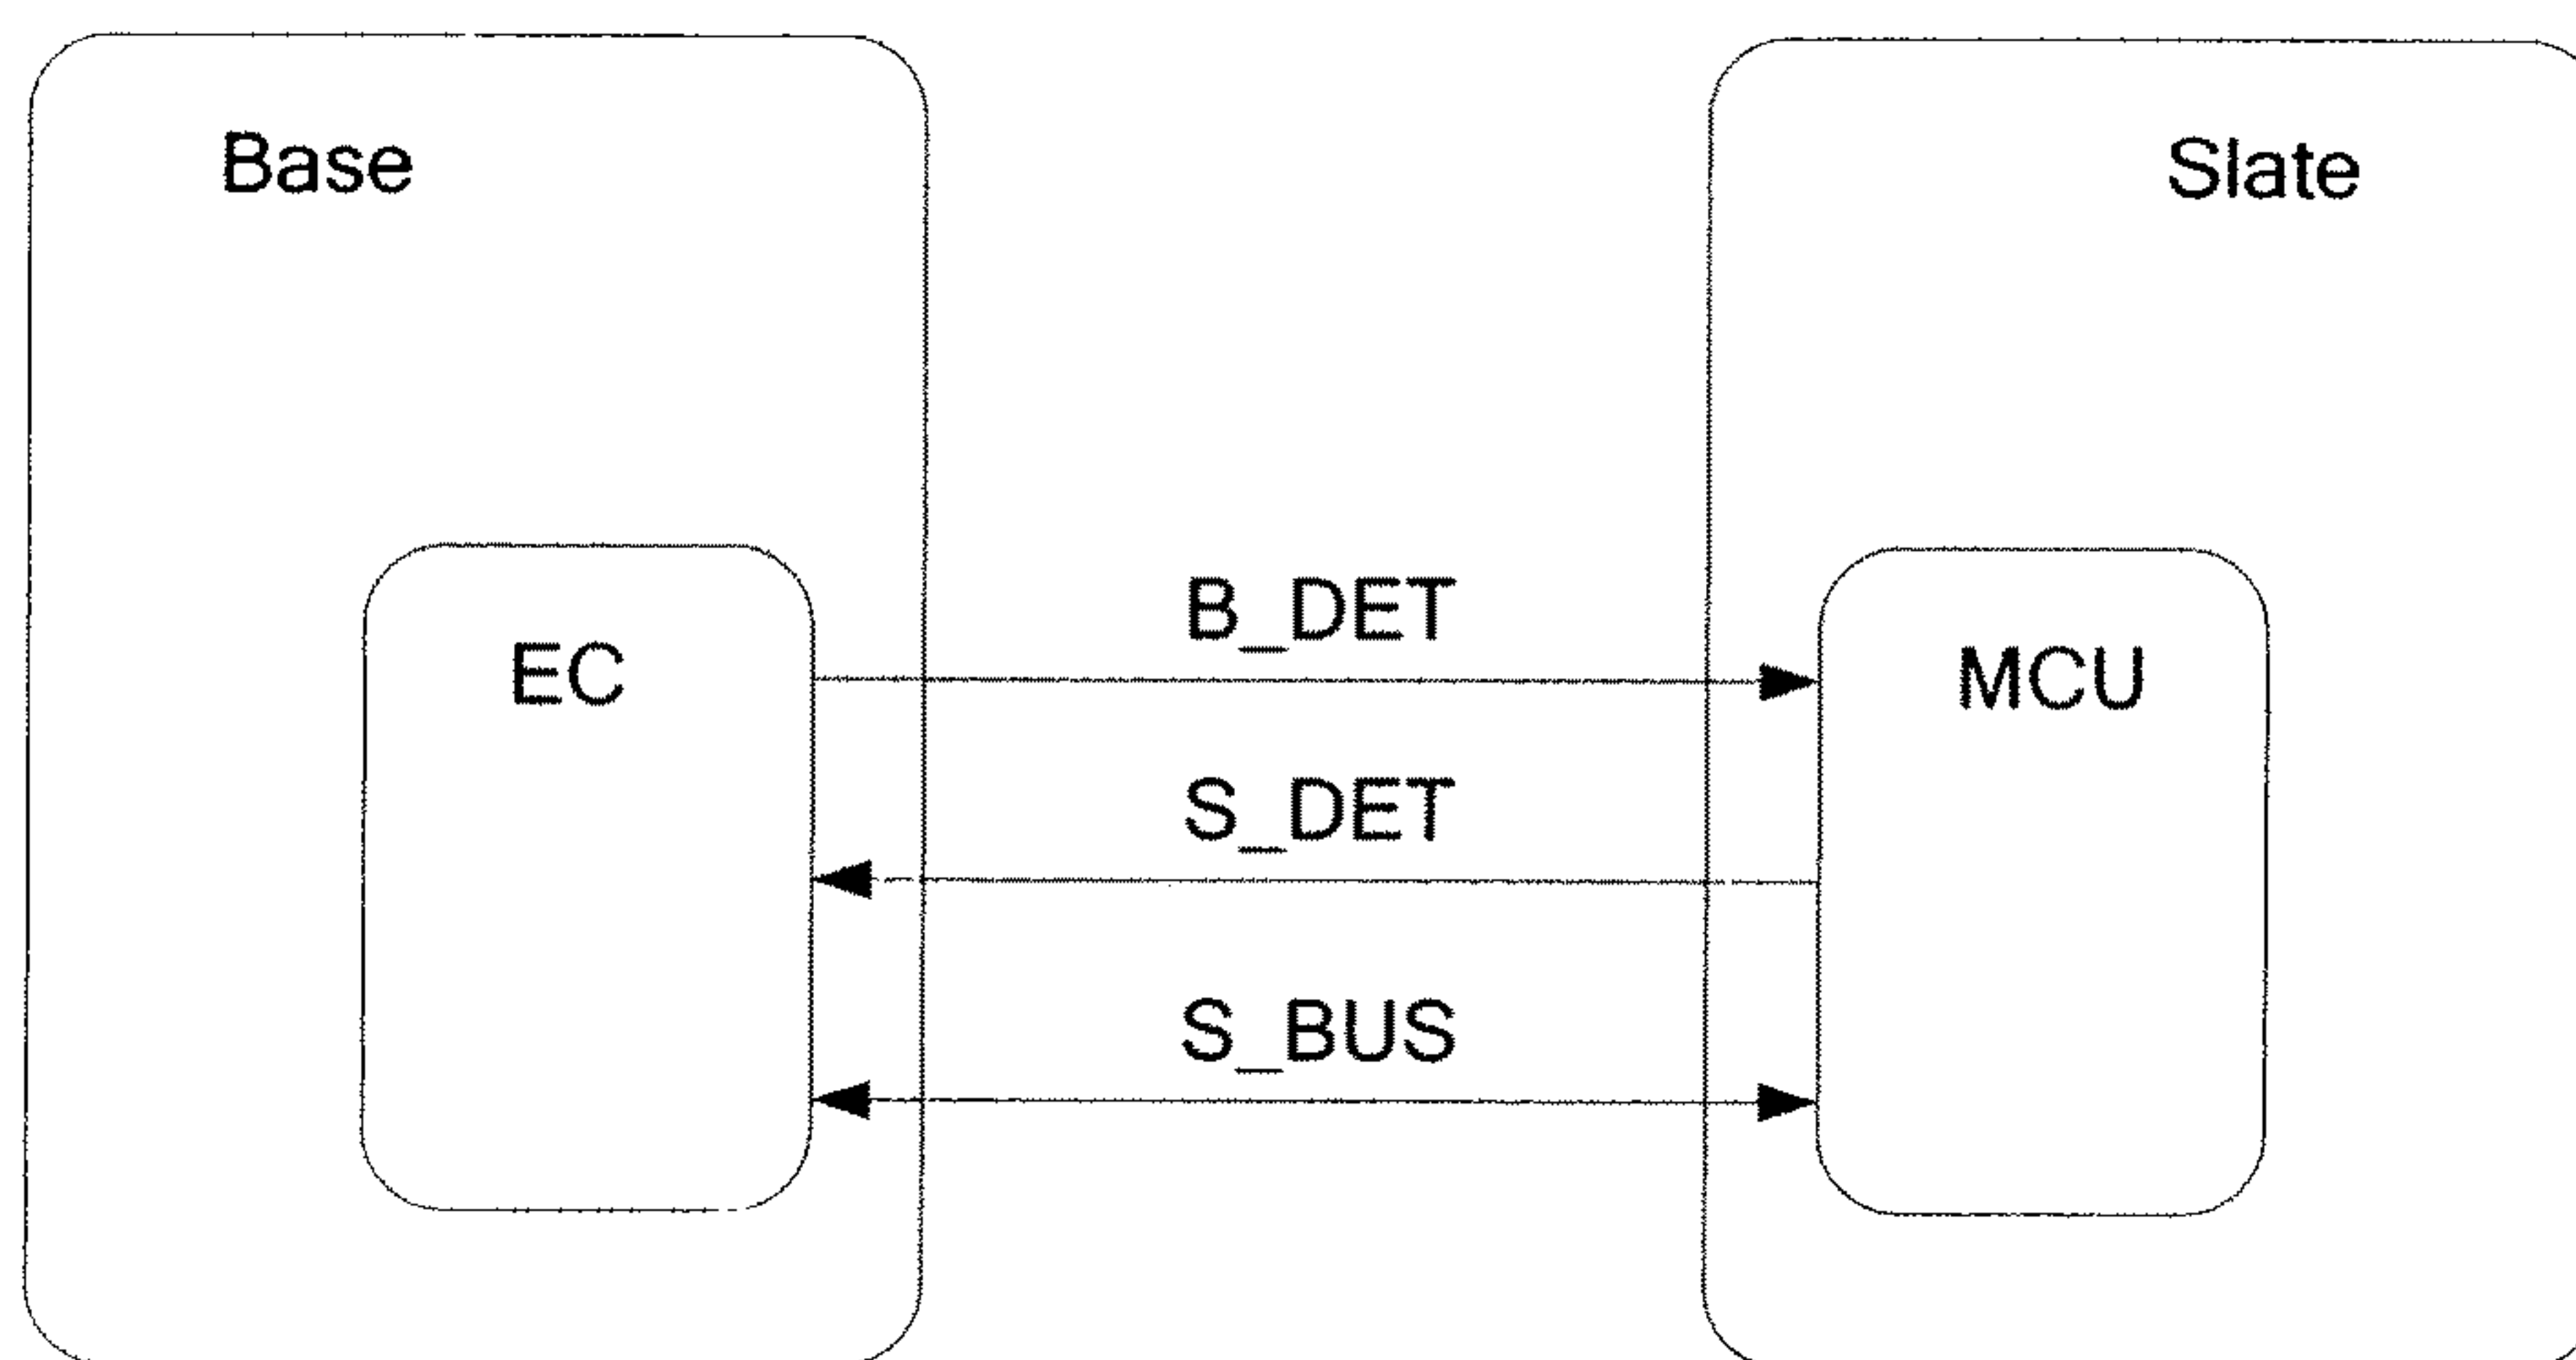 Base
Slate
B_DET
EC
MCU
S_DET
S_BUS